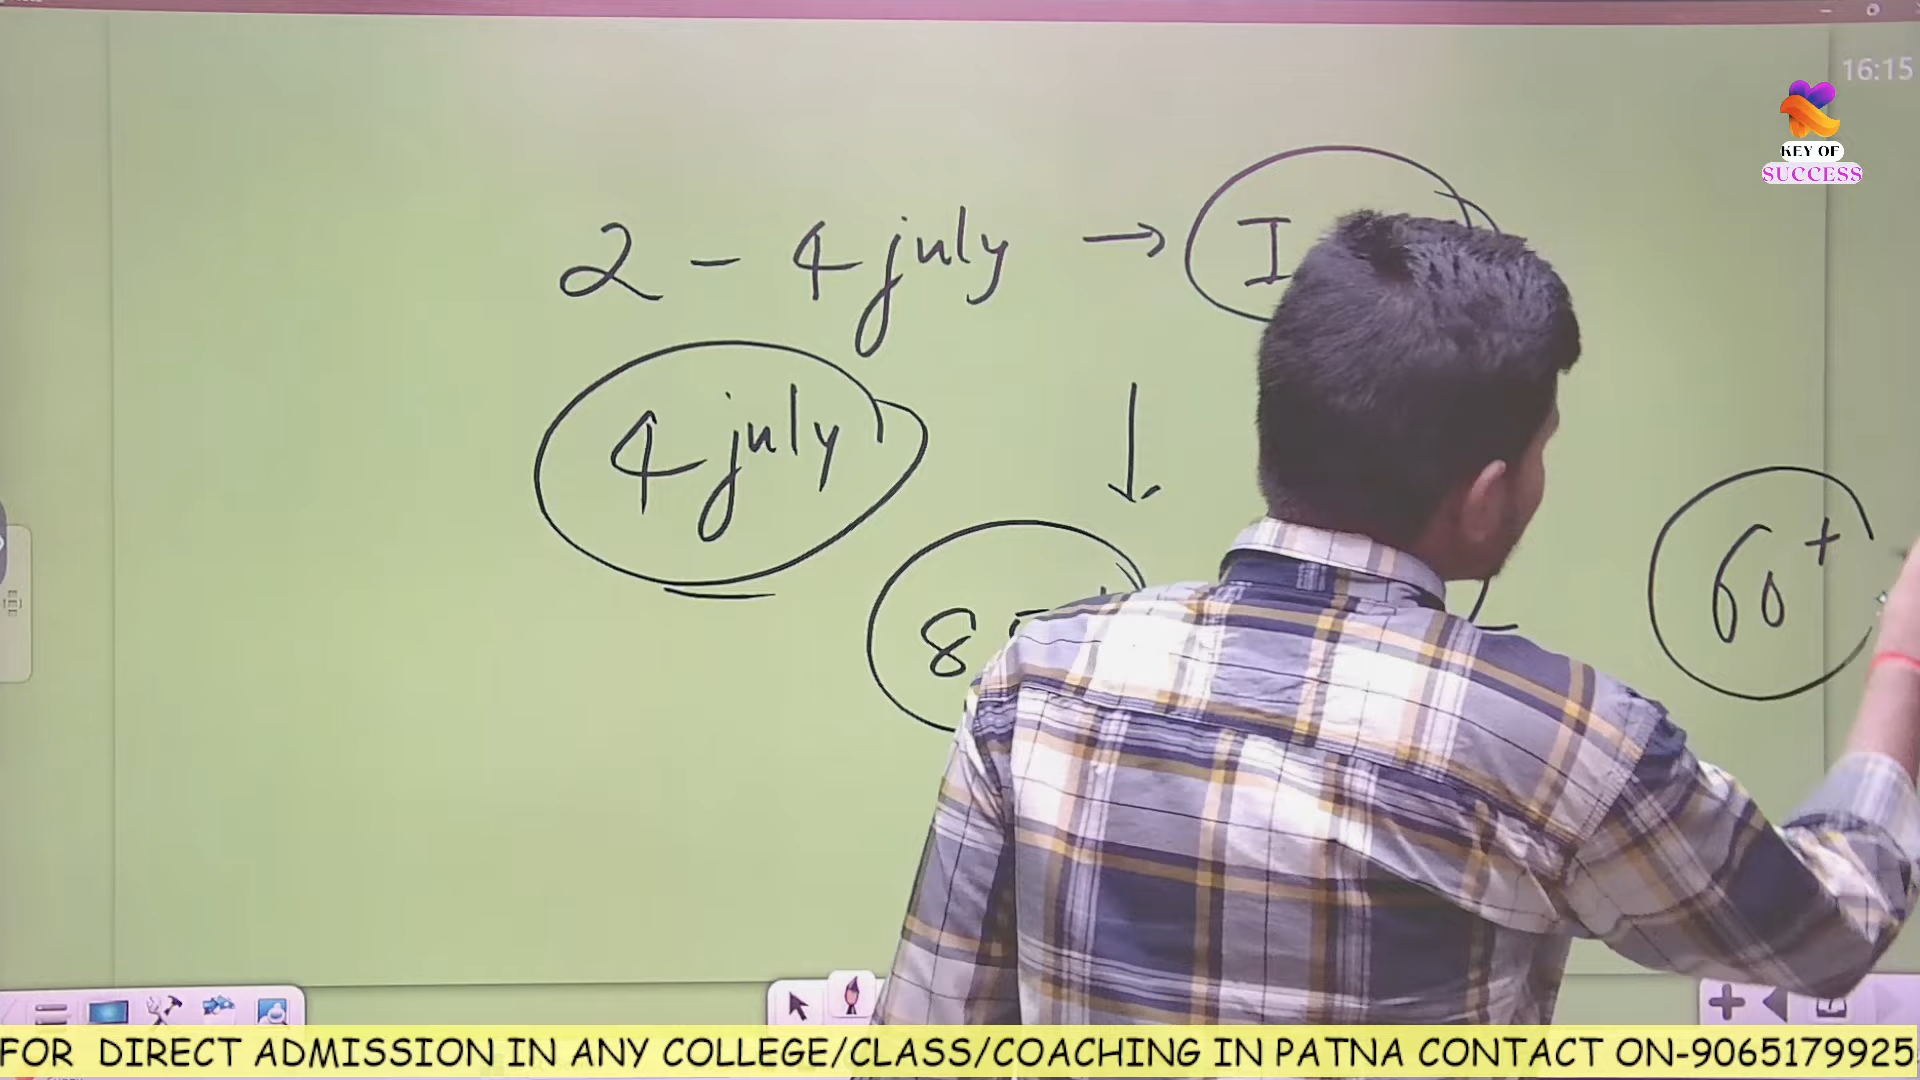 16:15
KEY OF
SUCCESS
2 - 4 july → I
4 july
8
60+
FOR DIRECT ADMISSION IN ANY COLLEGE/CLASS/COACHING IN PATNA CONTACT ON-9065179925